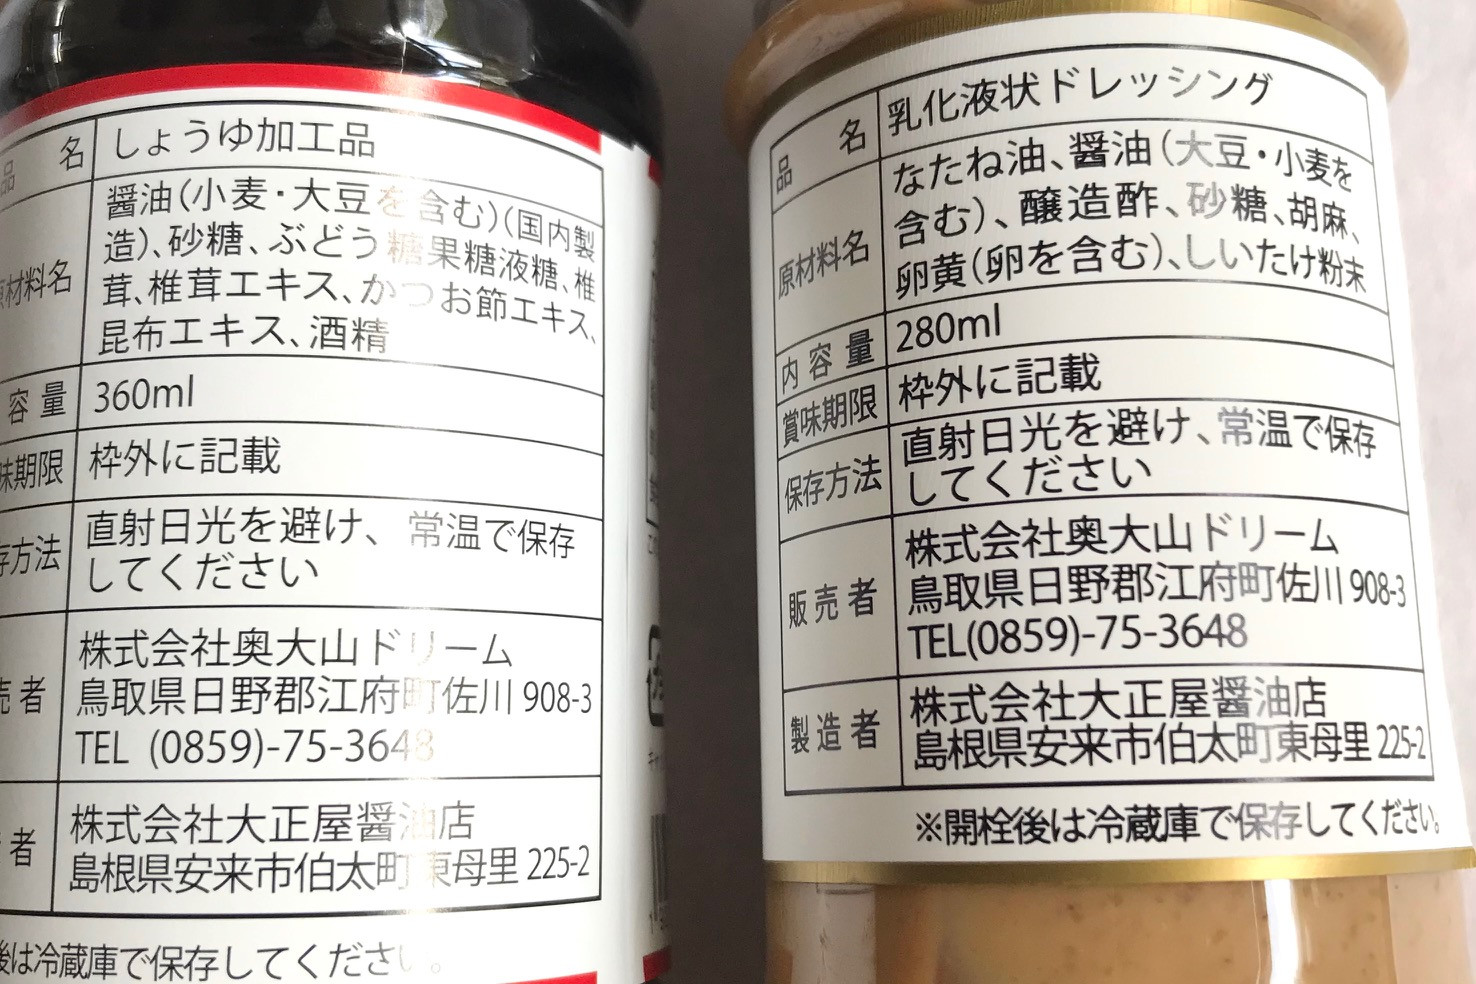 品 名 しょうゆ加工品
原材料名 醤油(小麦・大豆を含む)(国内製
造)、砂糖、ぶどう糖果糖液糖、椎
茸、椎茸エキス、かつお節エキス、
昆布エキス、酒精
容 量 360ml
味期限 枠外に記載
存方法 直射日光を避け、常温で保存
してください
売 者 株式会社奥大山ドリーム
鳥取県日野郡江府町佐川 908-3
TEL (0859)-75-3648
者 株式会社大正屋醤油店
島根県安来市伯太町東母里 225-2
後は冷蔵庫で保存してください。
品 名 乳化液状ドレッシング
原材料名 なたね油、醤油(大豆・小麦を
含む)、醸造酢、砂糖、胡麻、
卵黄(卵を含む)、しいたけ粉末
内 容 量 280ml
賞味期限 枠外に記載
保存方法 直射日光を避け、常温で保存
してください
販 売 者 株式会社奥大山ドリーム
鳥取県日野郡江府町佐川 908-3
TEL(0859)-75-3648
製 造 者 株式会社大正屋醤油店
島根県安来市伯太町東母里 225-2
※開栓後は冷蔵庫で保存してください。